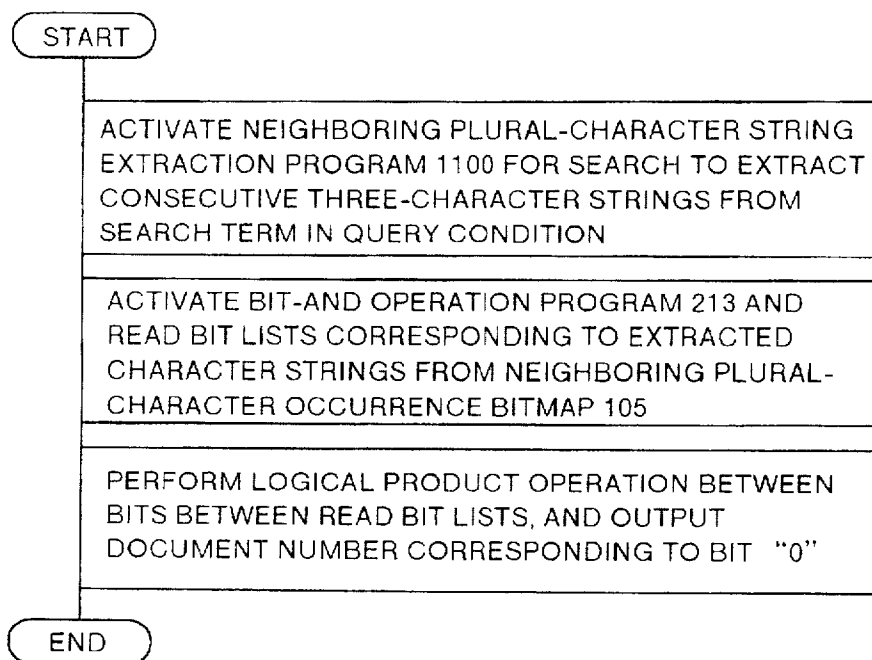 START
ACTIVATE NEIGHBORING PLURAL-CHARACTER STRING
EXTRACTION PROGRAM 1100 FOR SEARCH TO EXTRACT
CONSECUTIVE THREE-CHARACTER STRINGS FROM
SEARCH TERM IN QUERY CONDITION
ACTIVATE BIT-AND OPERATION PROGRAM 213 AND
READ BIT LISTS CORRESPONDING TO EXTRACTED
CHARACTER STRINGS FROM NEIGHBORING PLURAL-
CHARACTER OCCURRENCE BITMAP 105
PERFORM LOGICAL PRODUCT OPERATION BETWEEN
BITS BETWEEN READ BIT LISTS, AND OUTPUT
DOCUMENT NUMBER CORRESPONDING TO BIT “0”
END